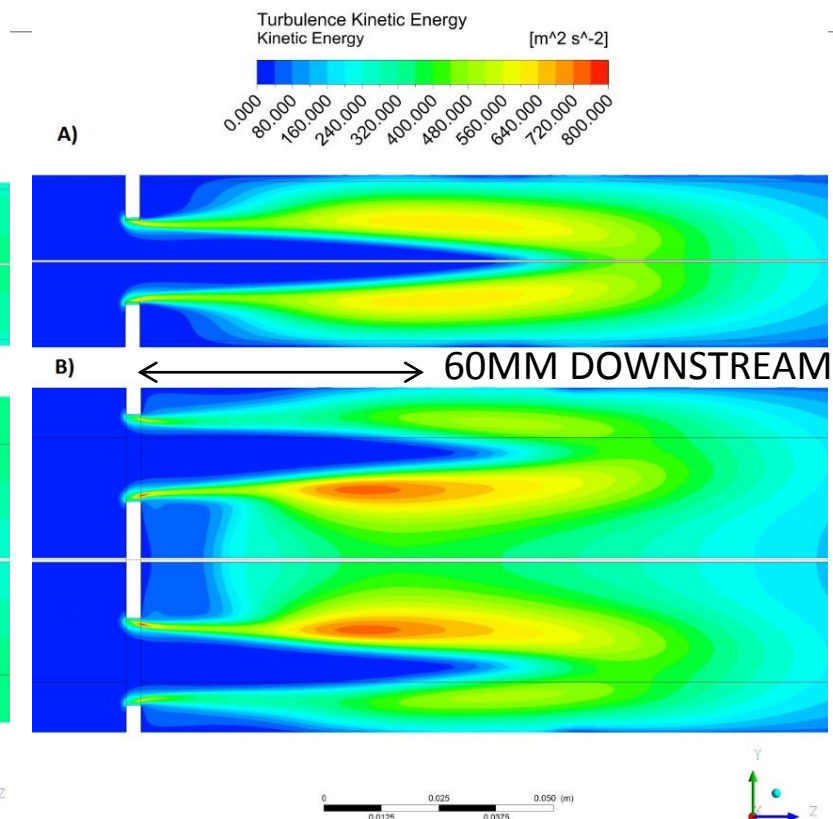 Turbulence Kinetic Energy
Kinetic Energy [m^2 s^-2]
0.000 80.000 160.000 240.000 320.000 400.000 480.000 560.000 640.000 720.000 800.000
A)
B) 60MM DOWNSTREAM
0 0.025 0.050 (m)
0.0125 0.0375
Y
X Z
Z